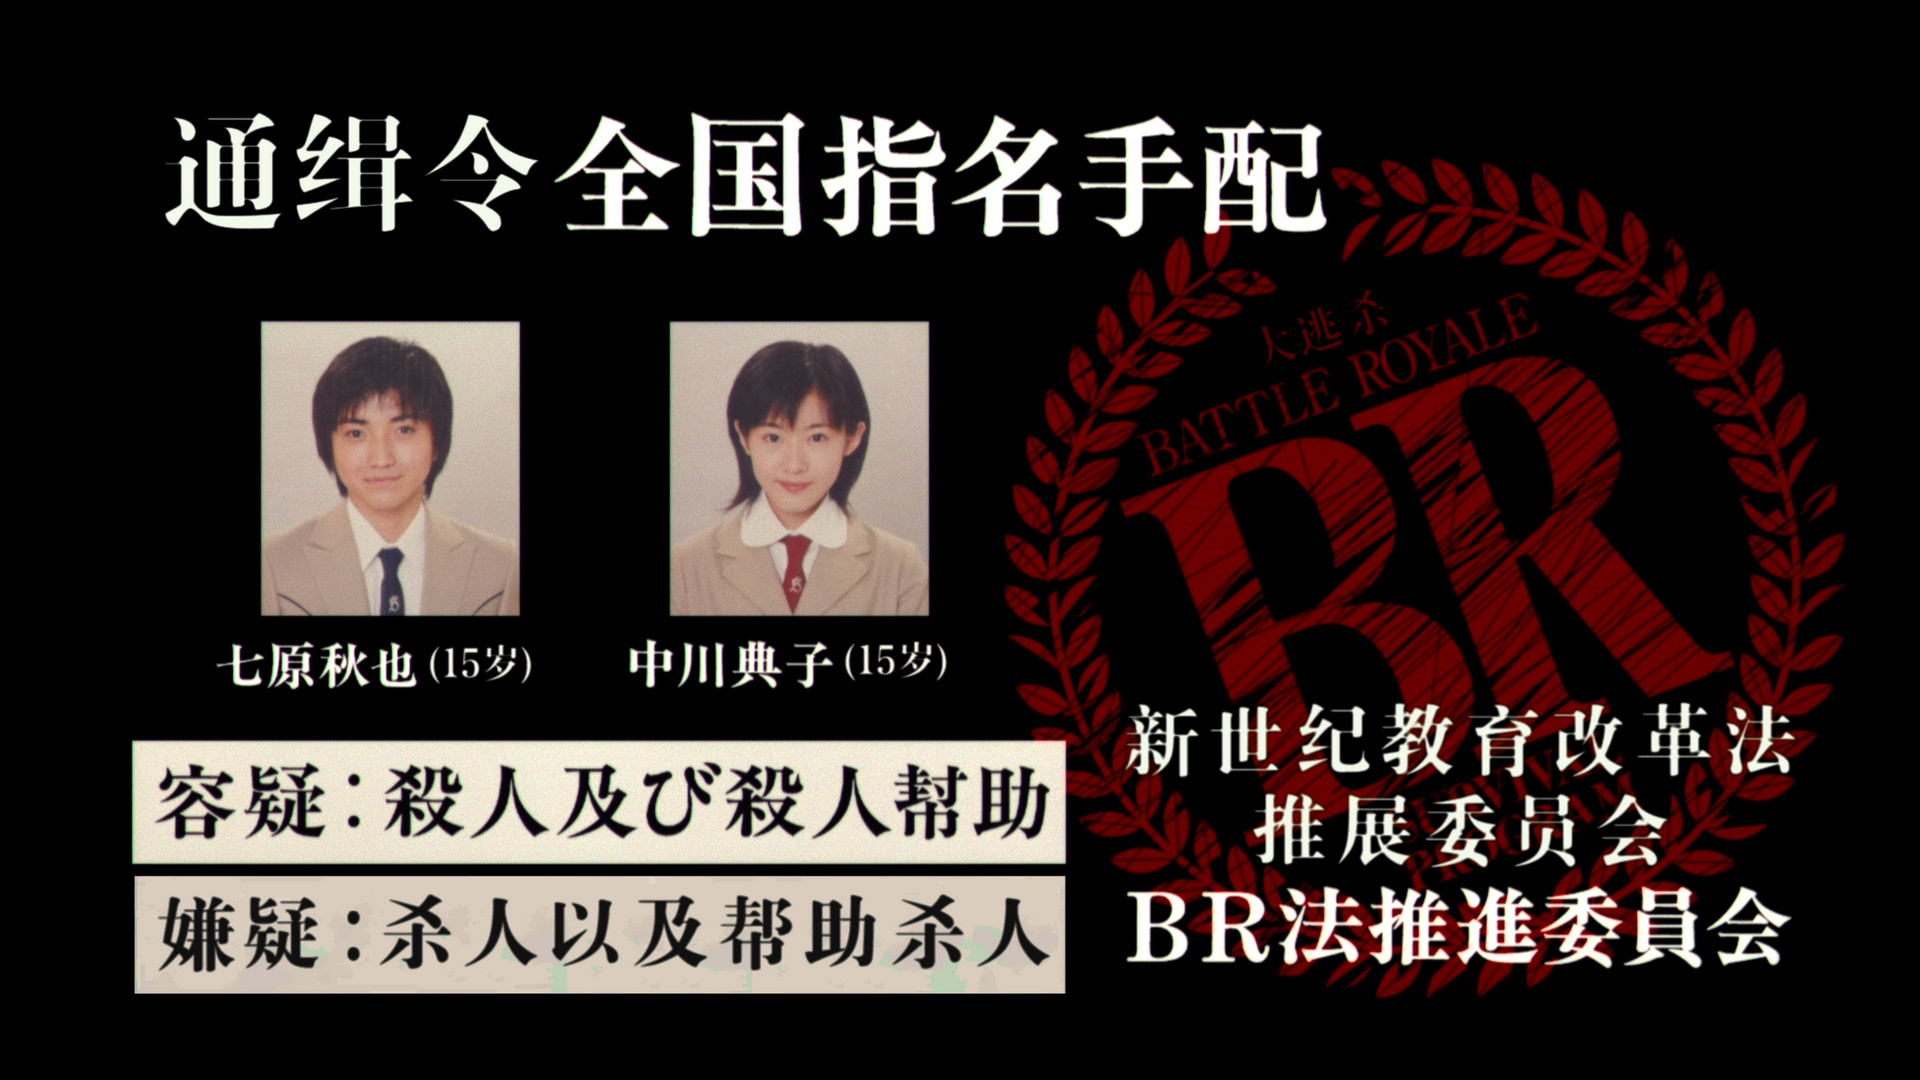 通缉令全国指名手配
大逃杀
BATTLE ROYALE
BR
七原秋也(15岁)
中川典子(15岁)
容疑:殺人及び殺人幇助
嫌疑:杀人以及帮助杀人
新世纪教育改革法
推展委员会
BR法推進委員会